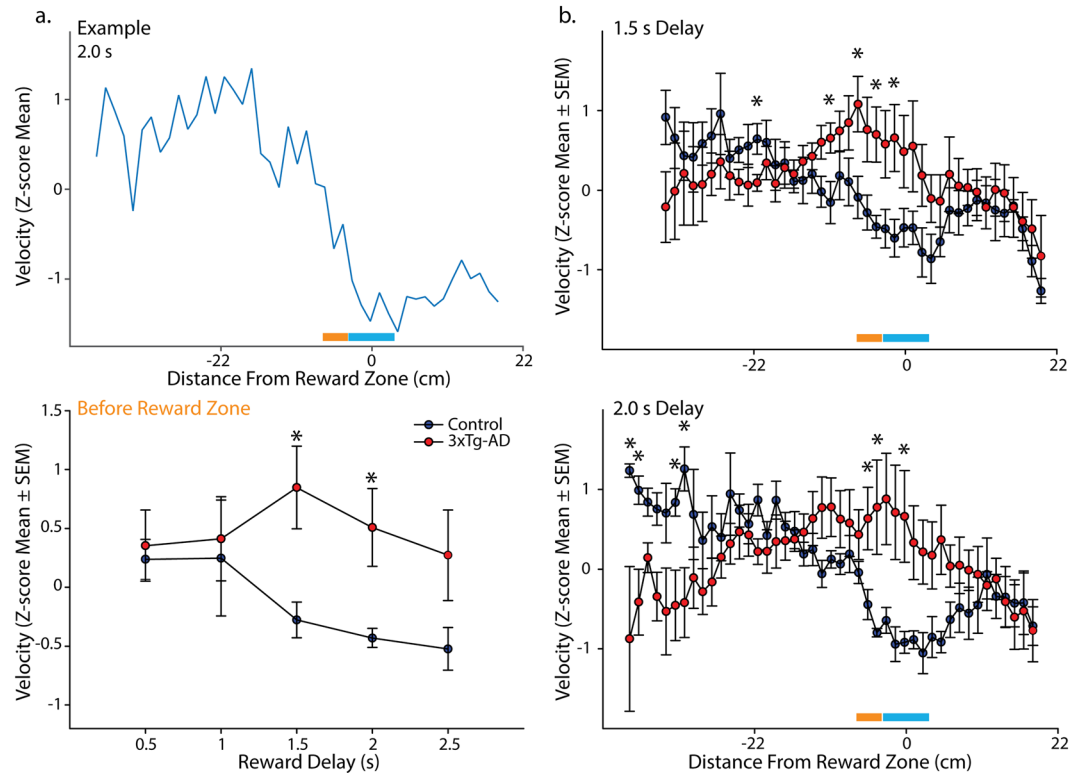 a.
Example
2.0 s
Velocity (Z-score Mean)
1
0
-1
-22
0
22
Distance From Reward Zone (cm)
Before Reward Zone
Control
3xTg-AD
Velocity (Z-score Mean ± SEM)
1.5
1
0.5
0
-0.5
-1
*
*
0.5
1
1.5
2
2.5
Reward Delay (s)
b.
1.5 s Delay
Velocity (Z-score Mean ± SEM)
1
0
-1
*
*
*
*
*
-22
0
22
2.0 s Delay
Velocity (Z-score Mean ± SEM)
1
0
-1
*
*
*
*
*
*
*
-22
0
22
Distance From Reward Zone (cm)